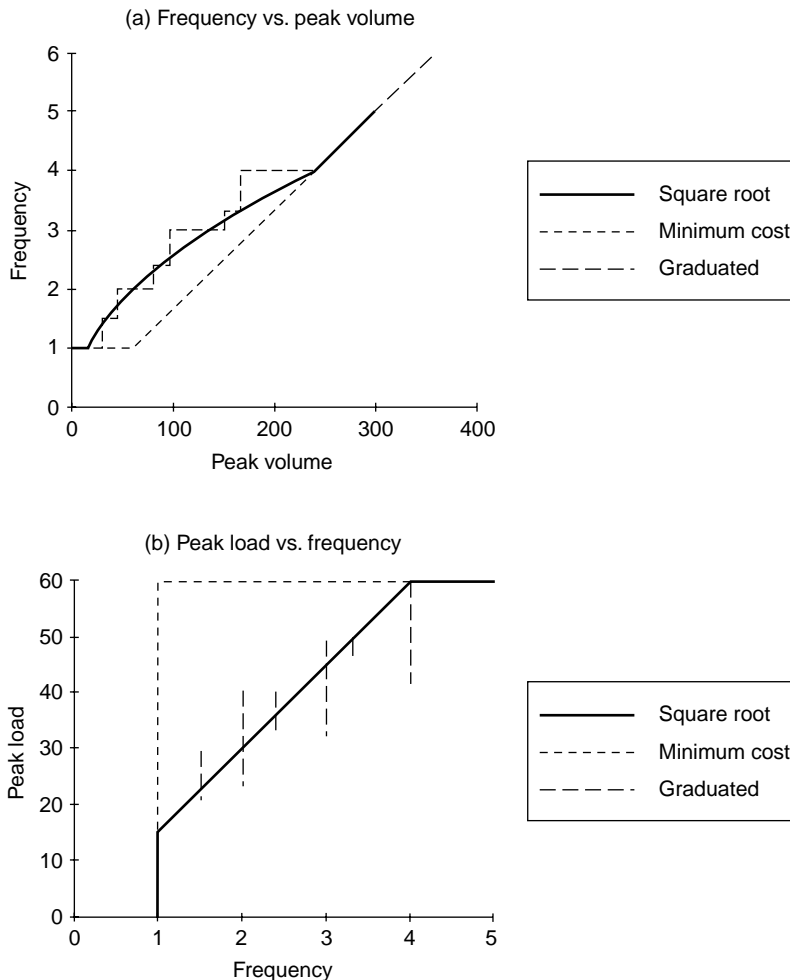 (a) Frequency vs. peak volume
6
5
4
3
2
1
0
Frequency
0 100 200 300 400
Peak volume
Square root
Minimum cost
Graduated
(b) Peak load vs. frequency
60
50
40
30
20
10
0
Peak load
0 1 2 3 4 5
Frequency
Square root
Minimum cost
Graduated